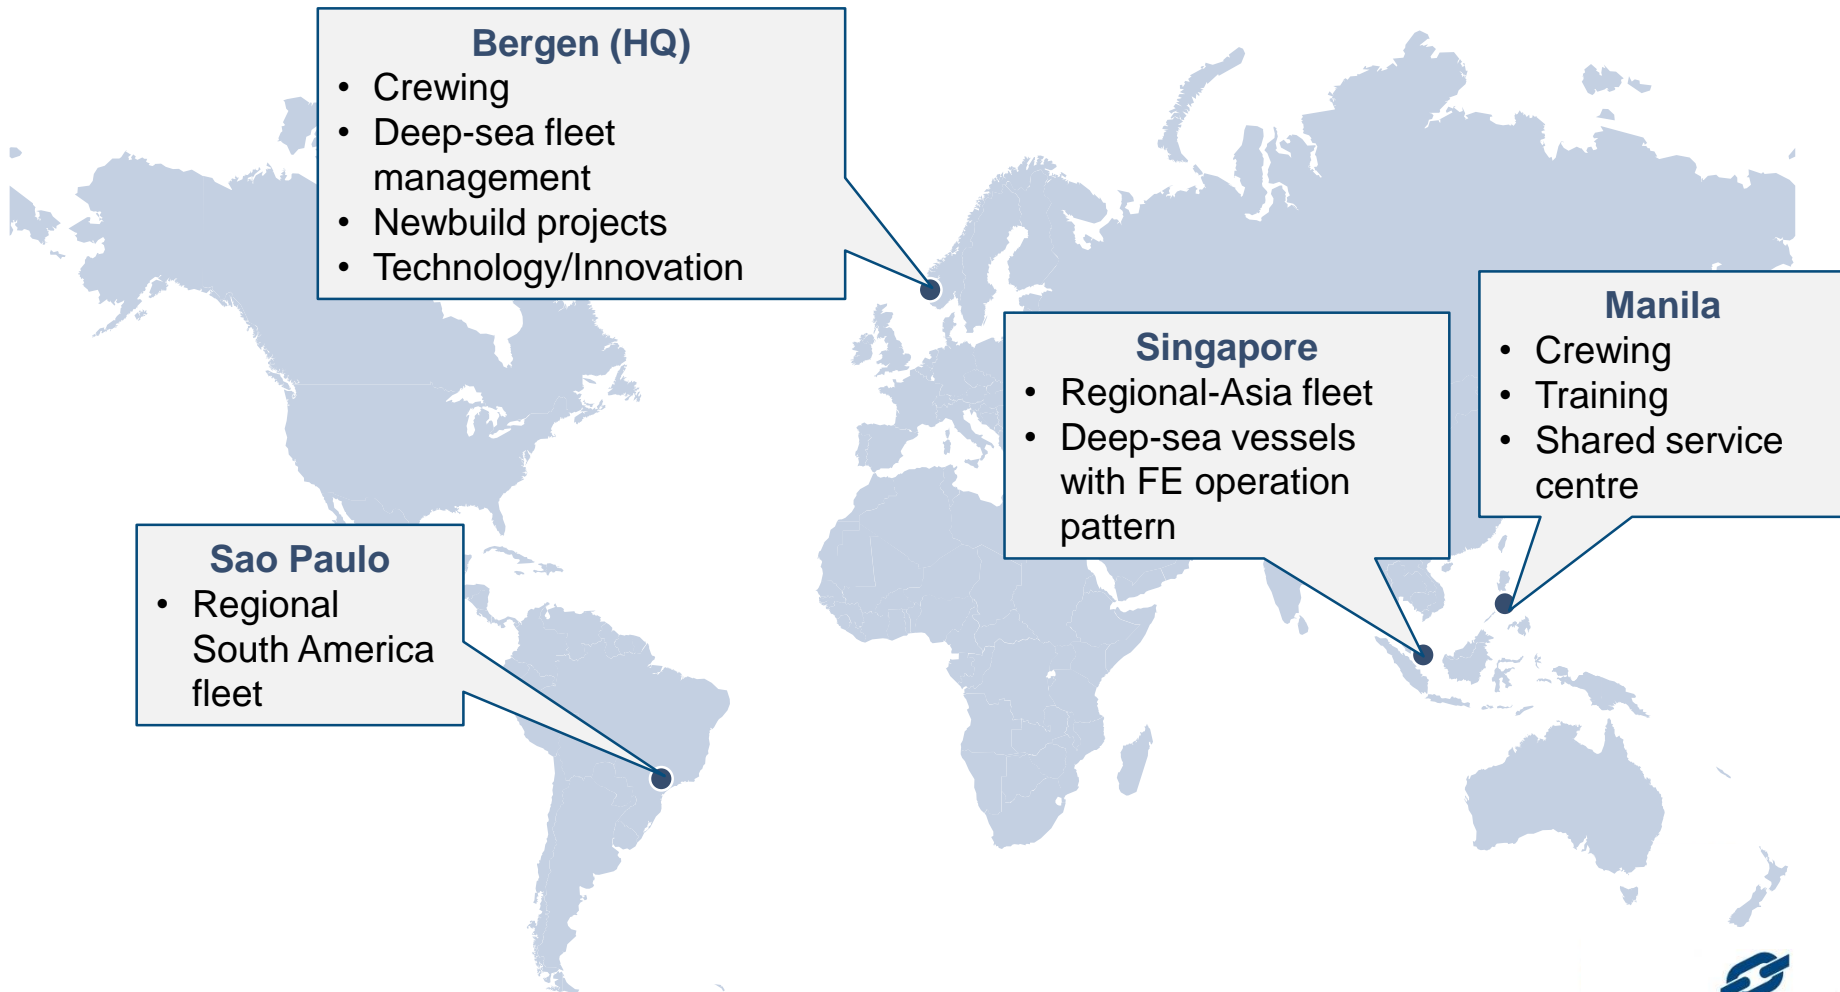 Bergen (HQ)
• Crewing
• Deep-sea fleet
management
• Newbuild projects
• Technology/Innovation
Singapore
• Regional-Asia fleet
• Deep-sea vessels
with FE operation
pattern
Manila
• Crewing
• Training
• Shared service
centre
Sao Paulo
• Regional
South America
fleet